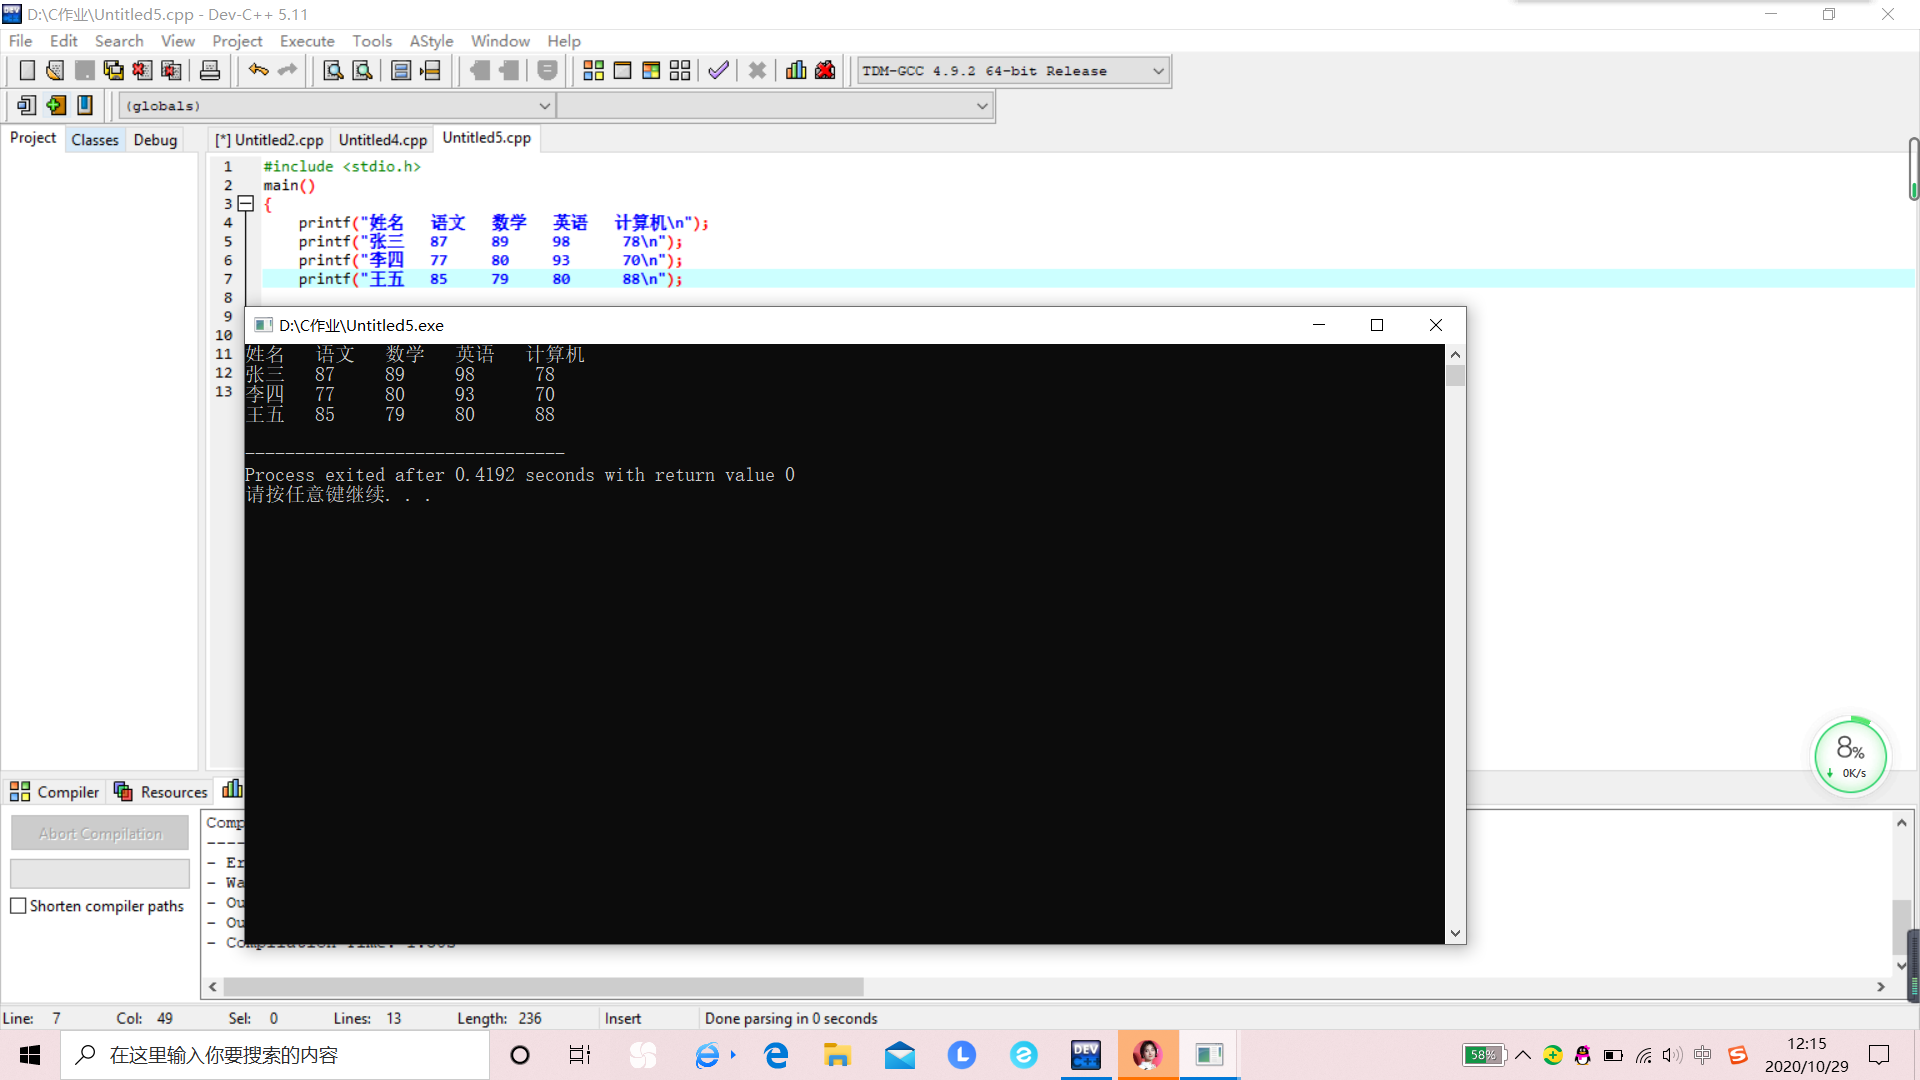 D:\C作业\Untitled5.cpp - Dev-C++ 5.11
File Edit Search View Project Execute Tools AStyle Window Help
TDM-GCC 4.9.2 64-bit Release
(globals)
Project Classes Debug [*] Untitled2.cpp Untitled4.cpp Untitled5.cpp
1 #include <stdio.h>
2 main()
3 {
4 printf("姓名 语文 数学 英语 计算机\n");
5 printf("张三 87 89 98 78\n");
6 printf("李四 77 80 93 70\n");
7 printf("王五 85 79 80 88\n");
8
9
10
11
12
13
D:\C作业\Untitled5.exe
姓名 语文 数学 英语 计算机
张三 87 89 98 78
李四 77 80 93 70
王五 85 79 80 88
--------------------------------
Process exited after 0.4192 seconds with return value 0
请按任意键继续. . .
8%
0K/s
Compiler Resources
Abort Compilation
Shorten compiler paths
Comp
----
- Er
- Wa
- Ou
- Ou
Line: 7 Col: 49 Sel: 0 Lines: 13 Length: 236 Insert Done parsing in 0 seconds
在这里输入你要搜索的内容
DEV
58%
中
12:15
2020/10/29